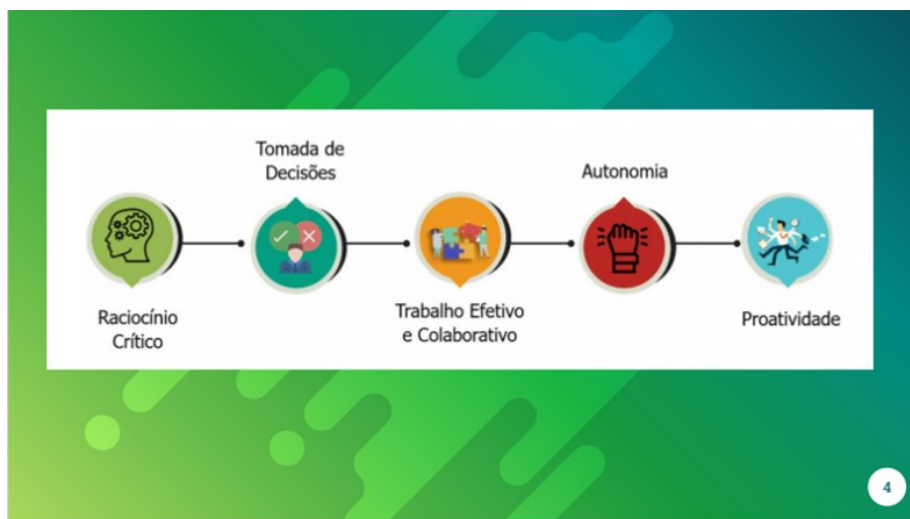 Raciocínio
Crítico
Tomada de
Decisões
Trabalho Efetivo
e Colaborativo
Autonomia
Proatividade
4